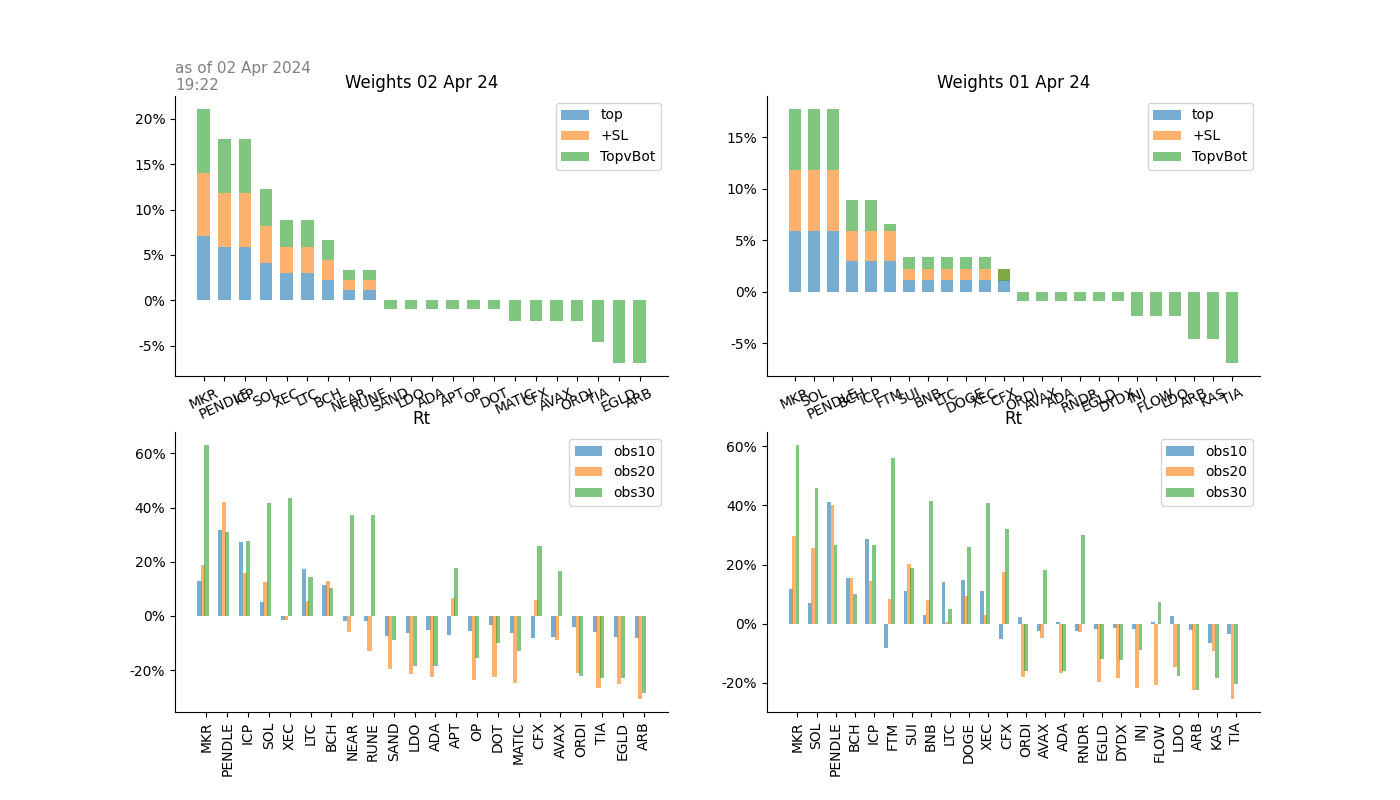 as of 02 Apr 2024
19:22
Weights 02 Apr 24
20%
15%
10%
5%
0%
-5%
top
+SL
TopvBot
MKR PENDLE ICP SOL XEC LTC BCH NEAR RUNE SAND LDO ADA APT OP DOT MATIC CFX AVAX ORDI TIA EGLD ARB
Weights 01 Apr 24
15%
10%
5%
0%
-5%
top
+SL
TopvBot
MKR SOL PENDLE BCH ICP FTM SUI BNB LTC DOGE XEC CFX ORDI AVAX ADA RNDR EGLD DYDX INJ FLOW LDO ARB KAS TIA
Rt
60%
40%
20%
0%
-20%
obs10
obs20
obs30
MKR PENDLE ICP SOL XEC LTC BCH NEAR RUNE SAND LDO ADA APT OP DOT MATIC CFX AVAX ORDI TIA EGLD ARB
Rt
60%
40%
20%
0%
-20%
obs10
obs20
obs30
MKR SOL PENDLE BCH ICP FTM SUI BNB LTC DOGE XEC CFX ORDI AVAX ADA RNDR EGLD DYDX INJ FLOW LDO ARB KAS TIA